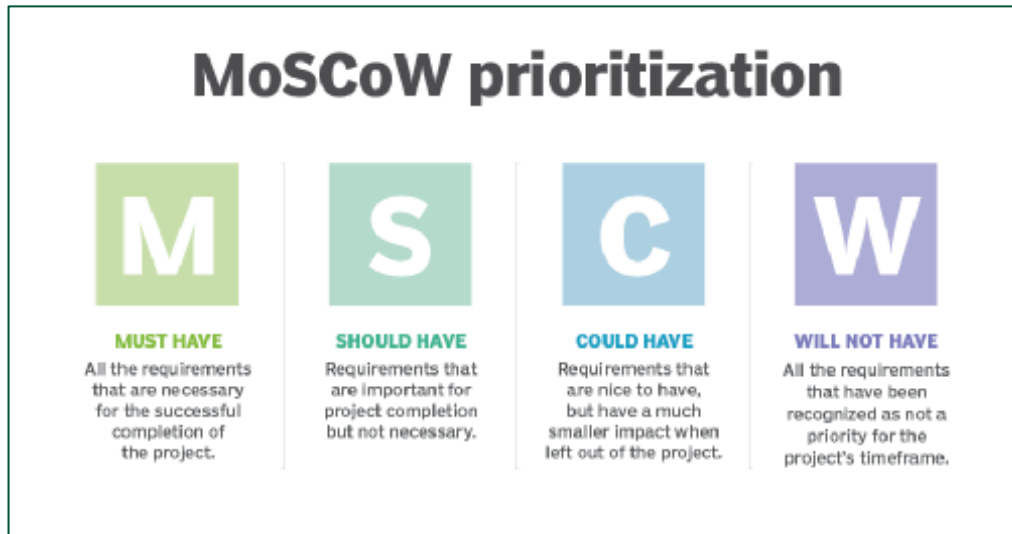 MoSCoW prioritization
M
S
C
W
MUST HAVE
All the requirements
that are necessary
for the successful
completion of
the project.
SHOULD HAVE
Requirements that
are important for
project completion
but not necessary.
COULD HAVE
Requirements that
are nice to have,
but have a much
smaller impact when
left out of the project.
WILL NOT HAVE
All the requirements
that have been
recognized as not a
priority for the
project's timeframe.